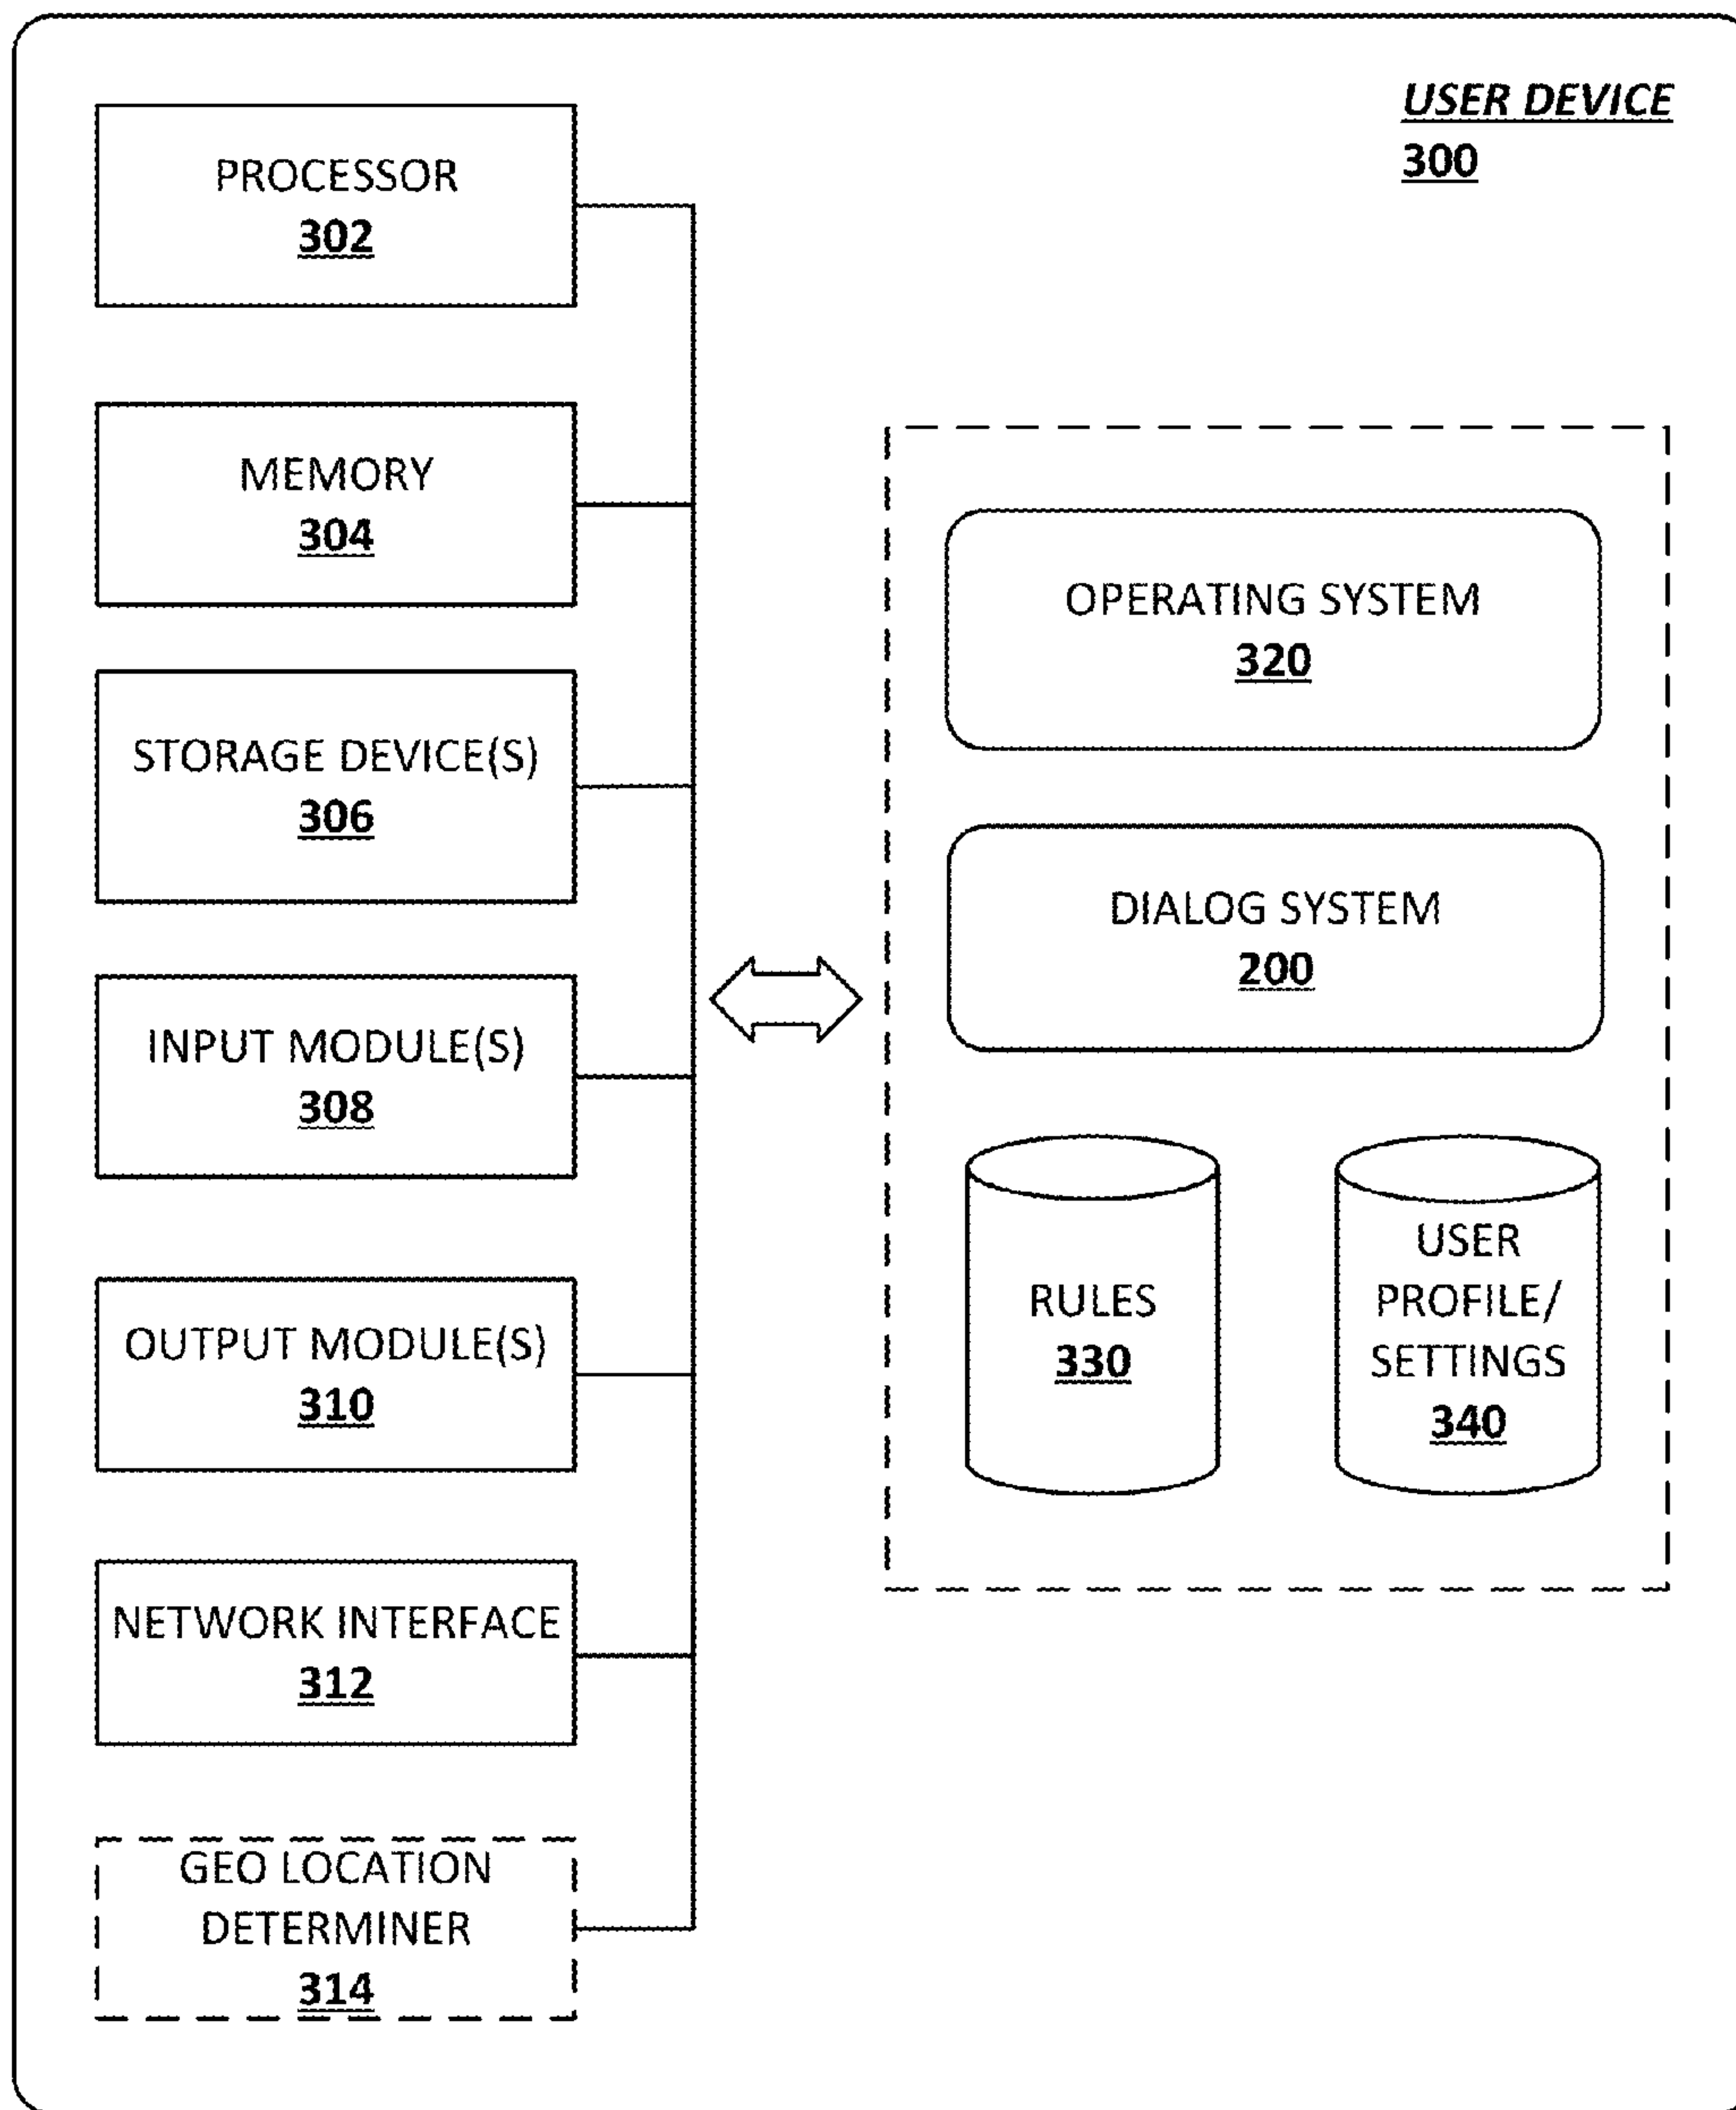 USER DEVICE
300
PROCESSOR
302
MEMORY
304
STORAGE DEVICE(S)
306
INPUT MODULE(S)
308
OUTPUT MODULE(S)
310
NETWORK INTERFACE
312
GEO LOCATION
DETERMINER
314
OPERATING SYSTEM
320
DIALOG SYSTEM
200
RULES
330
USER
PROFILE/
SETTINGS
340